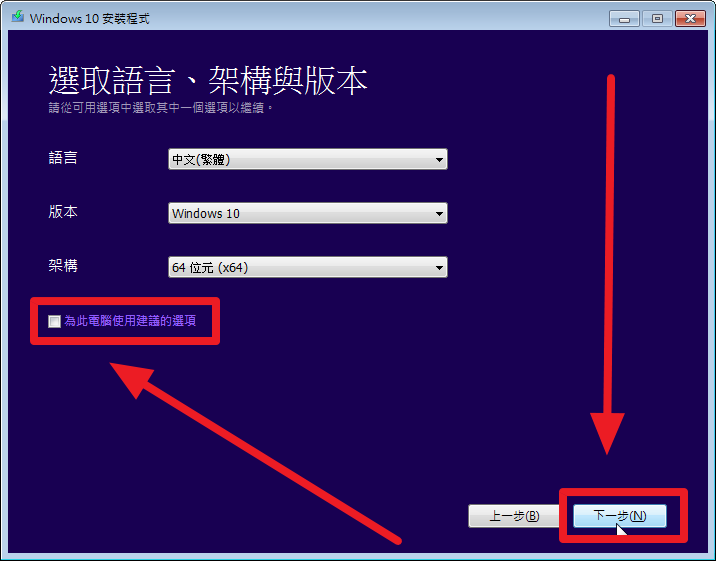 Windows 10 安裝程式
選取語言、架構與版本
請從可用選項中選取其中一個選項以繼續。
語言
中文(繁體)
版本
Windows 10
架構
64 位元 (x64)
為此電腦使用建議的選項
上一步(B)
下一步(N)